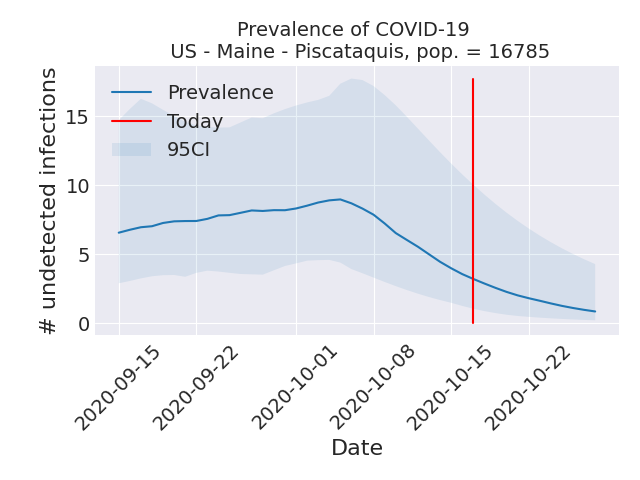 Prevalence of COVID-19
US - Maine - Piscataquis, pop. = 16785
Prevalence
Today
95CI
# undetected infections
15
10
5
0
2020-09-15
2020-09-22
2020-10-01
2020-10-08
2020-10-15
2020-10-22
Date